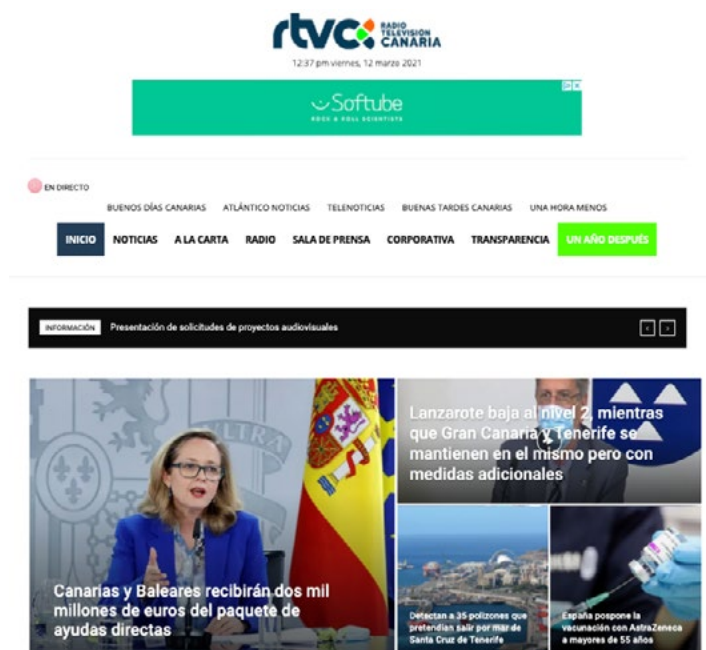 rtvc RADIO
TELEVISION
CANARIA
12:37 pm viernes, 12 marzo 2021
Softube
ROCK & ROLL SCIENTISTS
EN DIRECTO
BUENOS DÍAS CANARIAS ATLÁNTICO NOTICIAS TELENOTICIAS BUENAS TARDES CANARIAS UNA HORA MENOS
INICIO NOTICIAS A LA CARTA RADIO SALA DE PRENSA CORPORATIVA TRANSPARENCIA UN AÑO DESPUÉS
INFORMACIÓN Presentación de solicitudes de proyectos audiovisuales
Canarias y Baleares recibirán dos mil
millones de euros del paquete de
ayudas directas
Lanzarote baja al nivel 2, mientras
que Gran Canaria y Tenerife se
mantienen en el mismo pero con
medidas adicionales
Detectan a 35 polizones que
pretendían salir por mar de
Santa Cruz de Tenerife
España pospone la
vacunación con AstraZeneca
a mayores de 55 años